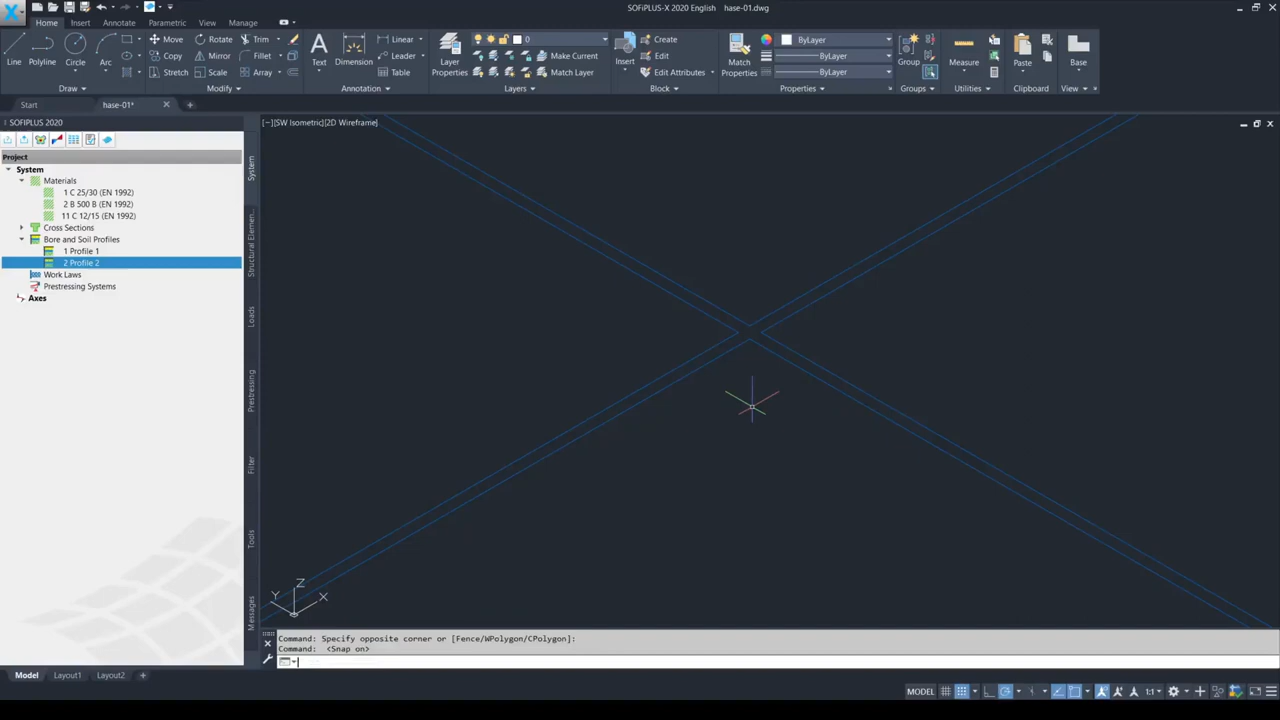 SOFiPLUS-X 2020 English hase-01.dwg
Home Insert Annotate Parametric View Manage
Line Polyline Circle Arc
Move Rotate Trim
Copy Mirror Fillet
Stretch Scale Array
Text Dimension
Linear
Leader
Table
Layer Properties
0
Make Current
Match Layer
Insert
Create
Edit
Edit Attributes
Match Properties
ByLayer
ByLayer
ByLayer
Group
Measure
Paste
Base
Draw Modify Annotation Layers Block Properties Groups Utilities Clipboard View
Start hase-01*
SOFIPLUS 2020
[−][SW Isometric][2D Wireframe]
Project
System
Materials
1 C 25/30 (EN 1992)
2 B 500 B (EN 1992)
11 C 12/15 (EN 1992)
Cross Sections
Bore and Soil Profiles
1 Profile 1
2 Profile 2
Work Laws
Prestressing Systems
Axes
System
Structural Elemen...
Loads
Prestressing
Filter
Tools
Messages
Z
Y X
Command: Specify opposite corner or [Fence/WPolygon/CPolygon]:
Command: <Snap on>
Model Layout1 Layout2
MODEL 1:1